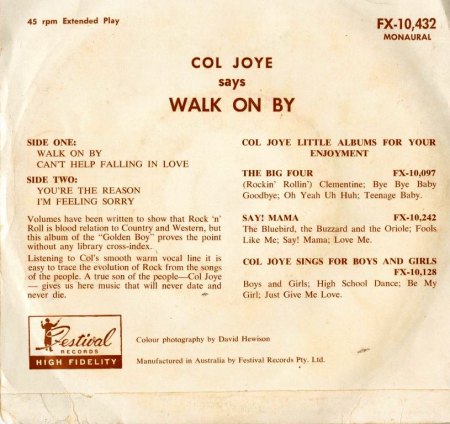 45 rpm Extended Play
FX-10,432
MONAURAL
COL JOYE
says
WALK ON BY
SIDE ONE:
WALK ON BY
CAN'T HELP FALLING IN LOVE
SIDE TWO:
YOU'RE THE REASON
I'M FEELING SORRY
Volumes have been written to show that Rock 'n'
Roll is blood relation to Country and Western, but
this album of the "Golden Boy" proves the point
without any library cross-index.
Listening to Col's smooth warm vocal line it is
easy to trace the evolution of Rock from the songs
of the people. A true son of the people—Col Joye
— gives us here music that will never date and
never die.
COL JOYE LITTLE ALBUMS FOR YOUR
ENJOYMENT
THE BIG FOUR FX-10,097
(Rockin' Rollin') Clementine; Bye Bye Baby
Goodbye; Oh Yeah Uh Huh; Teenage Baby.
SAY! MAMA FX-10,242
The Bluebird, the Buzzard and the Oriole; Fools
Like Me; Say! Mama; Love Me.
COL JOYE SINGS FOR BOYS AND GIRLS
FX-10,128
Boys and Girls; High School Dance; Be My
Girl; Just Give Me Love.
Festival
RECORDS
HIGH FIDELITY
Colour photography by David Hewison
Manufactured in Australia by Festival Records Pty. Ltd.